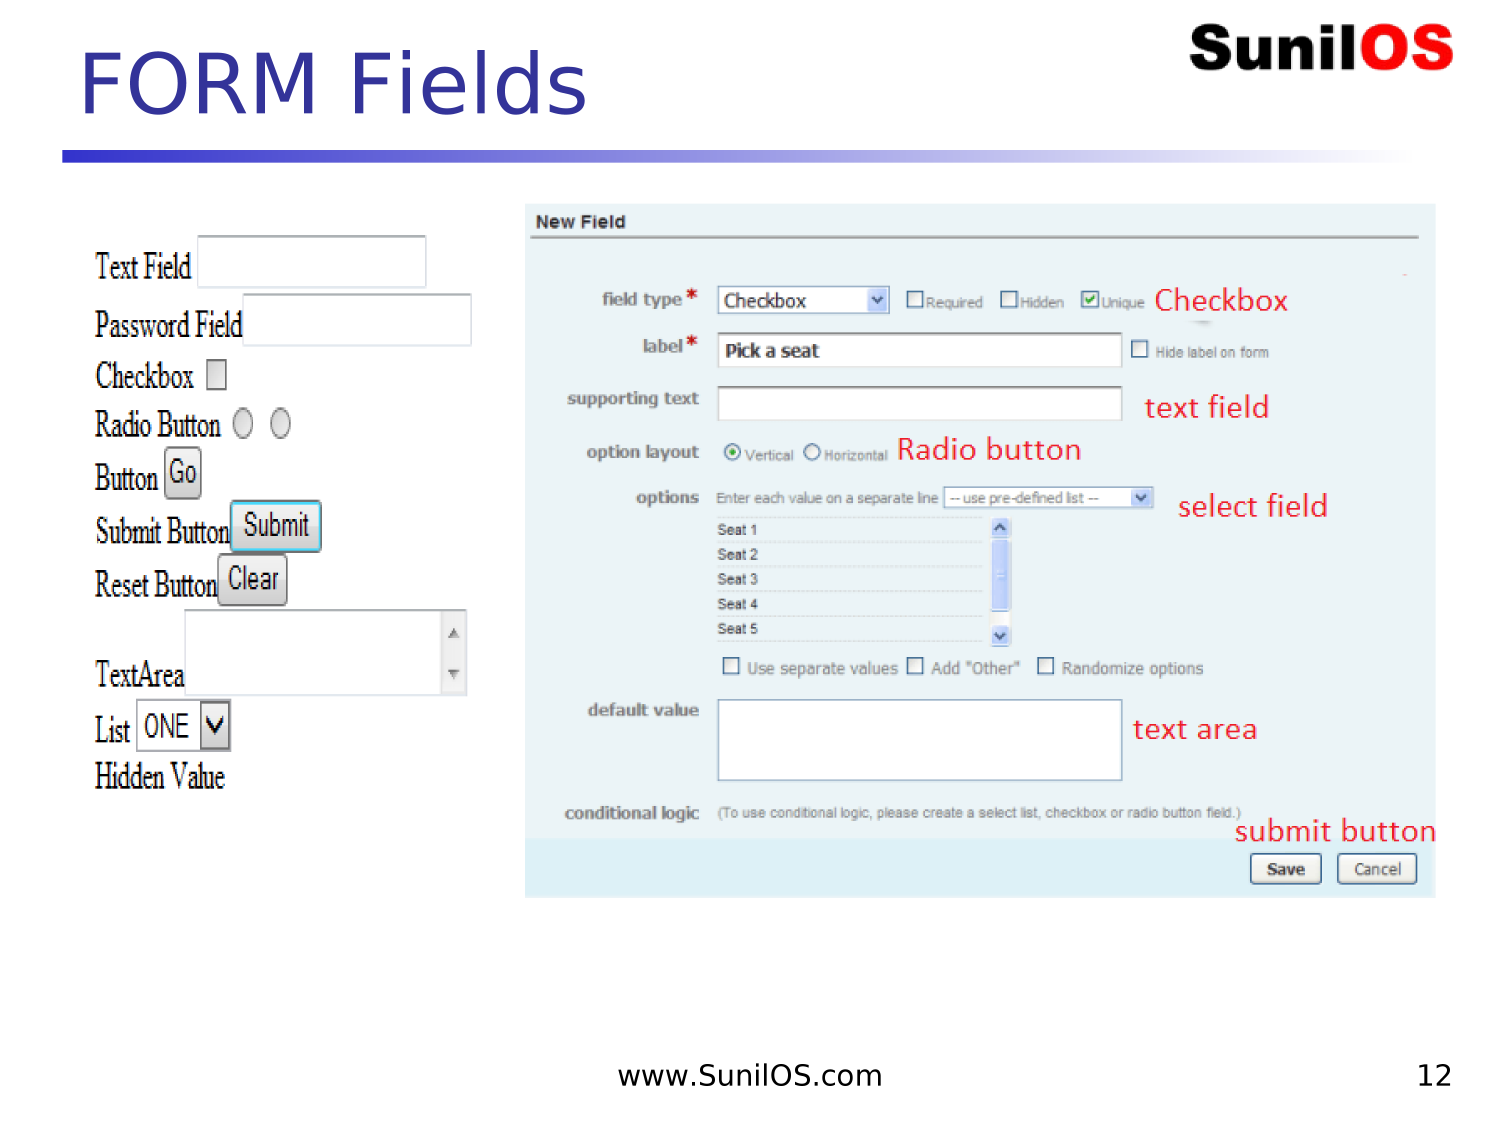 FORM Fields
SunilOS
Text Field
Password Field
Checkbox
Radio Button
Button Go
Submit Button Submit
Reset Button Clear
TextArea
List ONE
Hidden Value
New Field
field type * Checkbox Required Hidden Unique Checkbox
label * Pick a seat Hide label on form
supporting text text field
option layout Vertical Horizontal Radio button
options Enter each value on a separate line -- use pre-defined list -- select field
Seat 1
Seat 2
Seat 3
Seat 4
Seat 5
Use separate values Add "Other" Randomize options
default value text area
conditional logic (To use conditional logic, please create a select list, checkbox or radio button field.)
submit button
Save Cancel
www.SunilOS.com 12